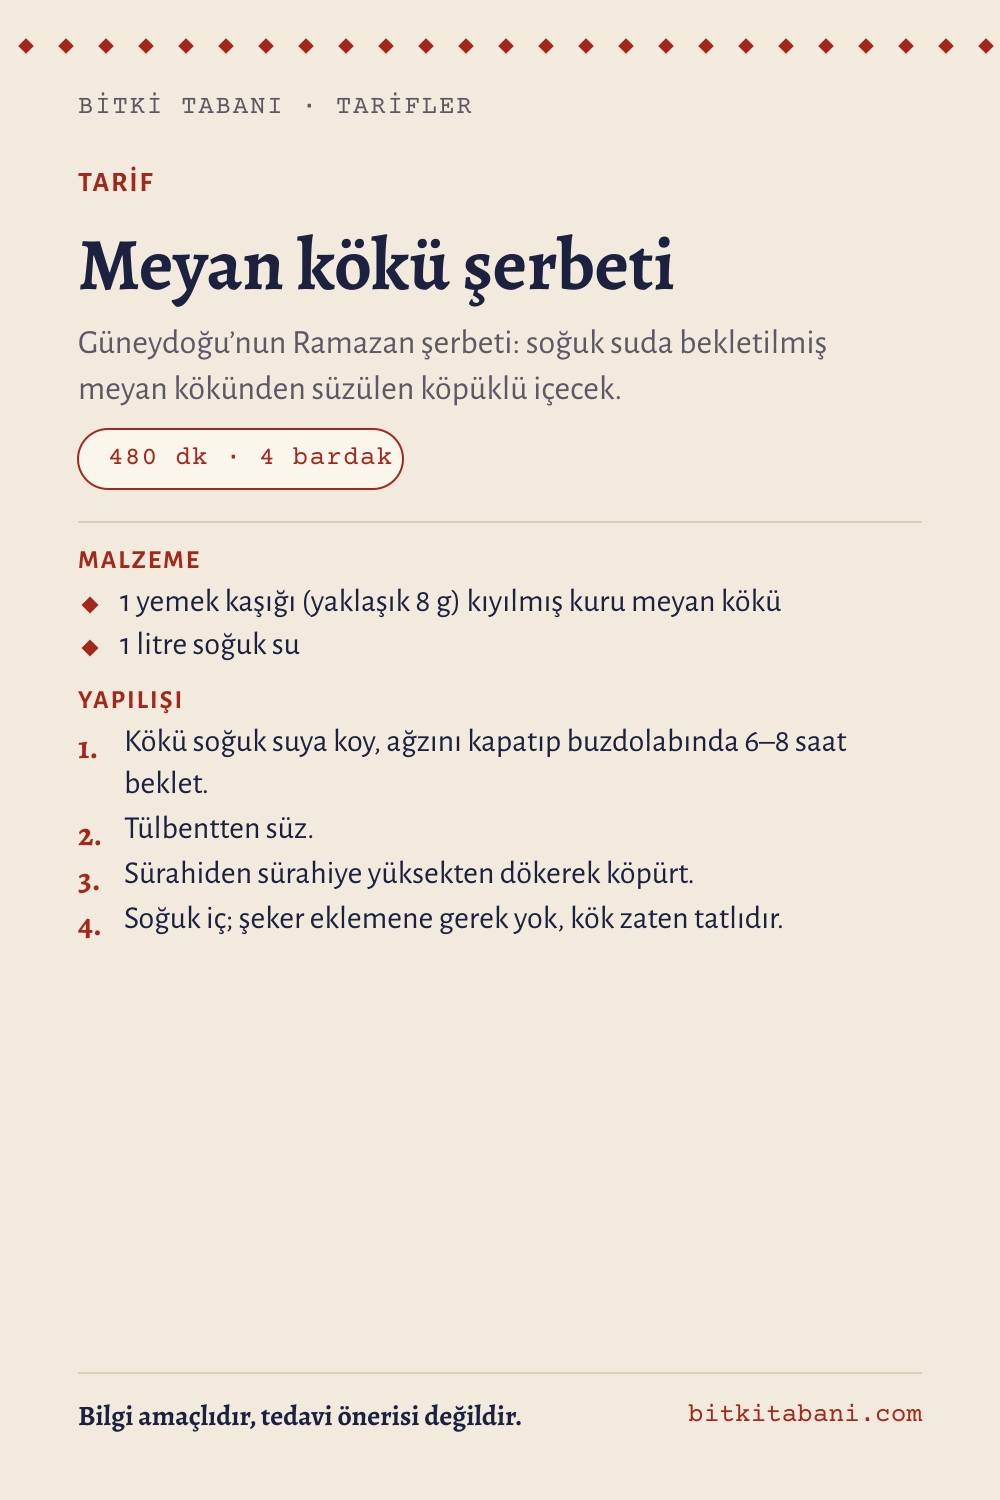 BİTKİ TABANI · TARİFLER
TARİF
Meyan kökü şerbeti
Güneydoğu’nun Ramazan şerbeti: soğuk suda bekletilmiş
meyan kökünden süzülen köpüklü içecek.
480 dk · 4 bardak
MALZEME
◆ 1 yemek kaşığı (yaklaşık 8 g) kıyılmış kuru meyan kökü
◆ 1 litre soğuk su
YAPILIŞI
1. Kökü soğuk suya koy, ağzını kapatıp buzdolabında 6–8 saat
beklet.
2. Tülbentten süz.
3. Sürahiden sürahiye yüksekten dökerek köpürt.
4. Soğuk iç; şeker eklemene gerek yok, kök zaten tatlıdır.
Bilgi amaçlıdır, tedavi önerisi değildir.
bitkitabani.com